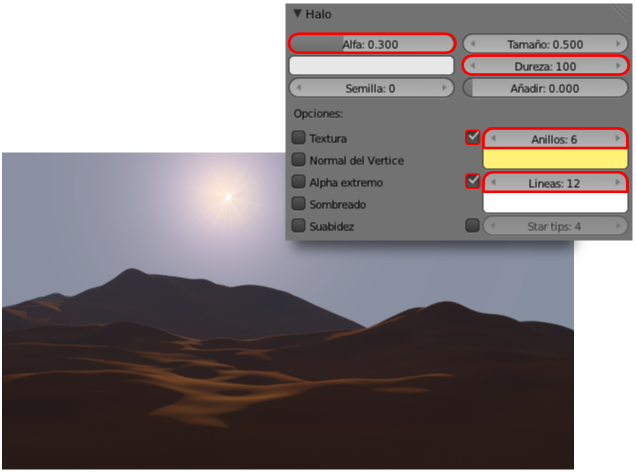 Halo
Alfa: 0.300
Tamaño: 0.500
Dureza: 100
Semilla: 0
Añadir: 0.000
Opciones:
Textura
Anillos: 6
Normal del Vertice
Alpha extremo
Lineas: 12
Sombreado
Suabidez
Star tips: 4